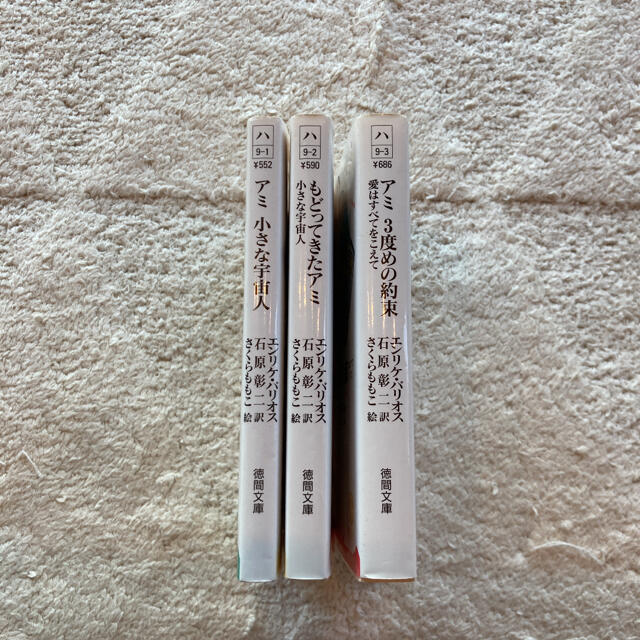 ハ
9-1
¥552
アミ 小さな宇宙人
エンリケ・バリオス
石原彰二 訳
さくらももこ 絵
徳間文庫
ハ
9-2
¥590
もどってきたアミ
小さな宇宙人
エンリケ・バリオス
石原彰二 訳
さくらももこ 絵
徳間文庫
ハ
9-3
¥686
アミ 3度めの約束
愛はすべてをこえて
エンリケ・バリオス
石原彰二 訳
さくらももこ 絵
徳間文庫